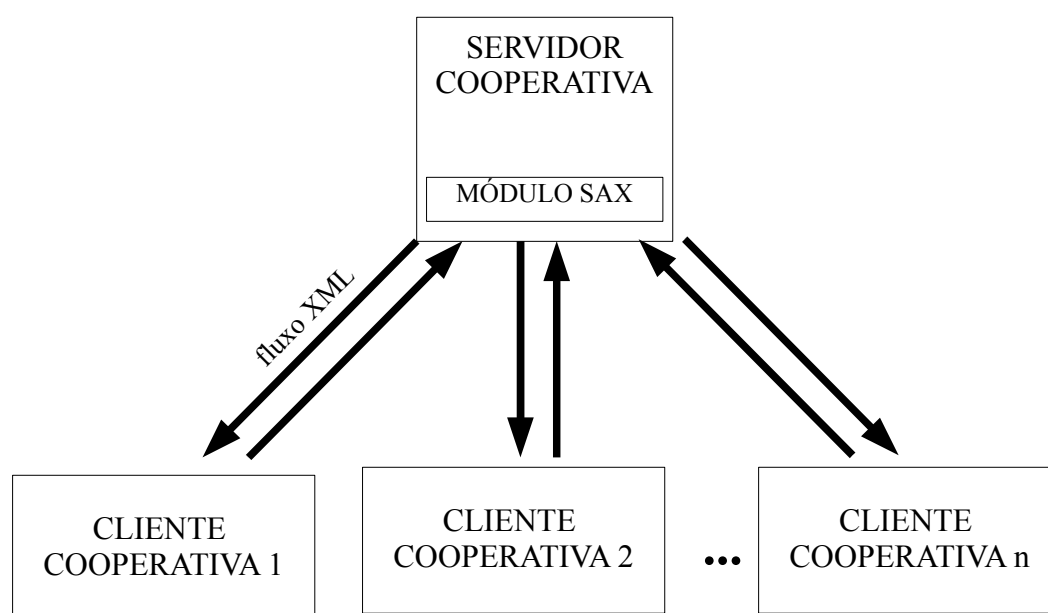 SERVIDOR
COOPERATIVA
MÓDULO SAX
fluxo XML
CLIENTE
COOPERATIVA 1
CLIENTE
COOPERATIVA 2
...
CLIENTE
COOPERATIVA n